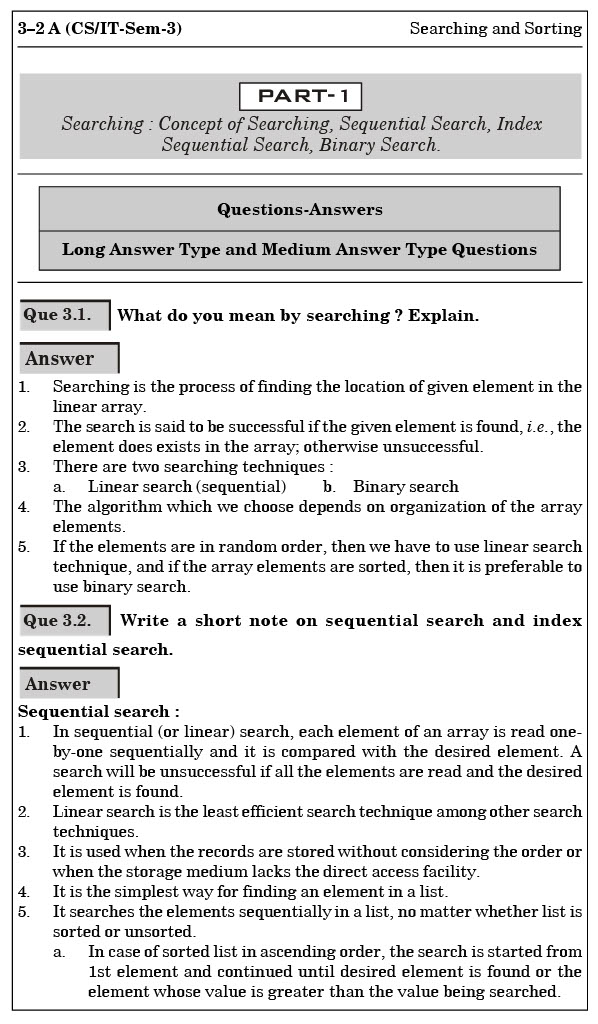 3–2 A (CS/IT-Sem-3) Searching and Sorting
PART-1
Searching : Concept of Searching, Sequential Search, Index
Sequential Search, Binary Search.
Questions-Answers
Long Answer Type and Medium Answer Type Questions
Que 3.1. What do you mean by searching ? Explain.
Answer
1. Searching is the process of finding the location of given element in the
linear array.
2. The search is said to be successful if the given element is found, i.e., the
element does exists in the array; otherwise unsuccessful.
3. There are two searching techniques :
a. Linear search (sequential) b. Binary search
4. The algorithm which we choose depends on organization of the array
elements.
5. If the elements are in random order, then we have to use linear search
technique, and if the array elements are sorted, then it is preferable to
use binary search.
Que 3.2. Write a short note on sequential search and index
sequential search.
Answer
Sequential search :
1. In sequential (or linear) search, each element of an array is read one-
by-one sequentially and it is compared with the desired element. A
search will be unsuccessful if all the elements are read and the desired
element is found.
2. Linear search is the least efficient search technique among other search
techniques.
3. It is used when the records are stored without considering the order or
when the storage medium lacks the direct access facility.
4. It is the simplest way for finding an element in a list.
5. It searches the elements sequentially in a list, no matter whether list is
sorted or unsorted.
a. In case of sorted list in ascending order, the search is started from
1st element and continued until desired element is found or the
element whose value is greater than the value being searched.